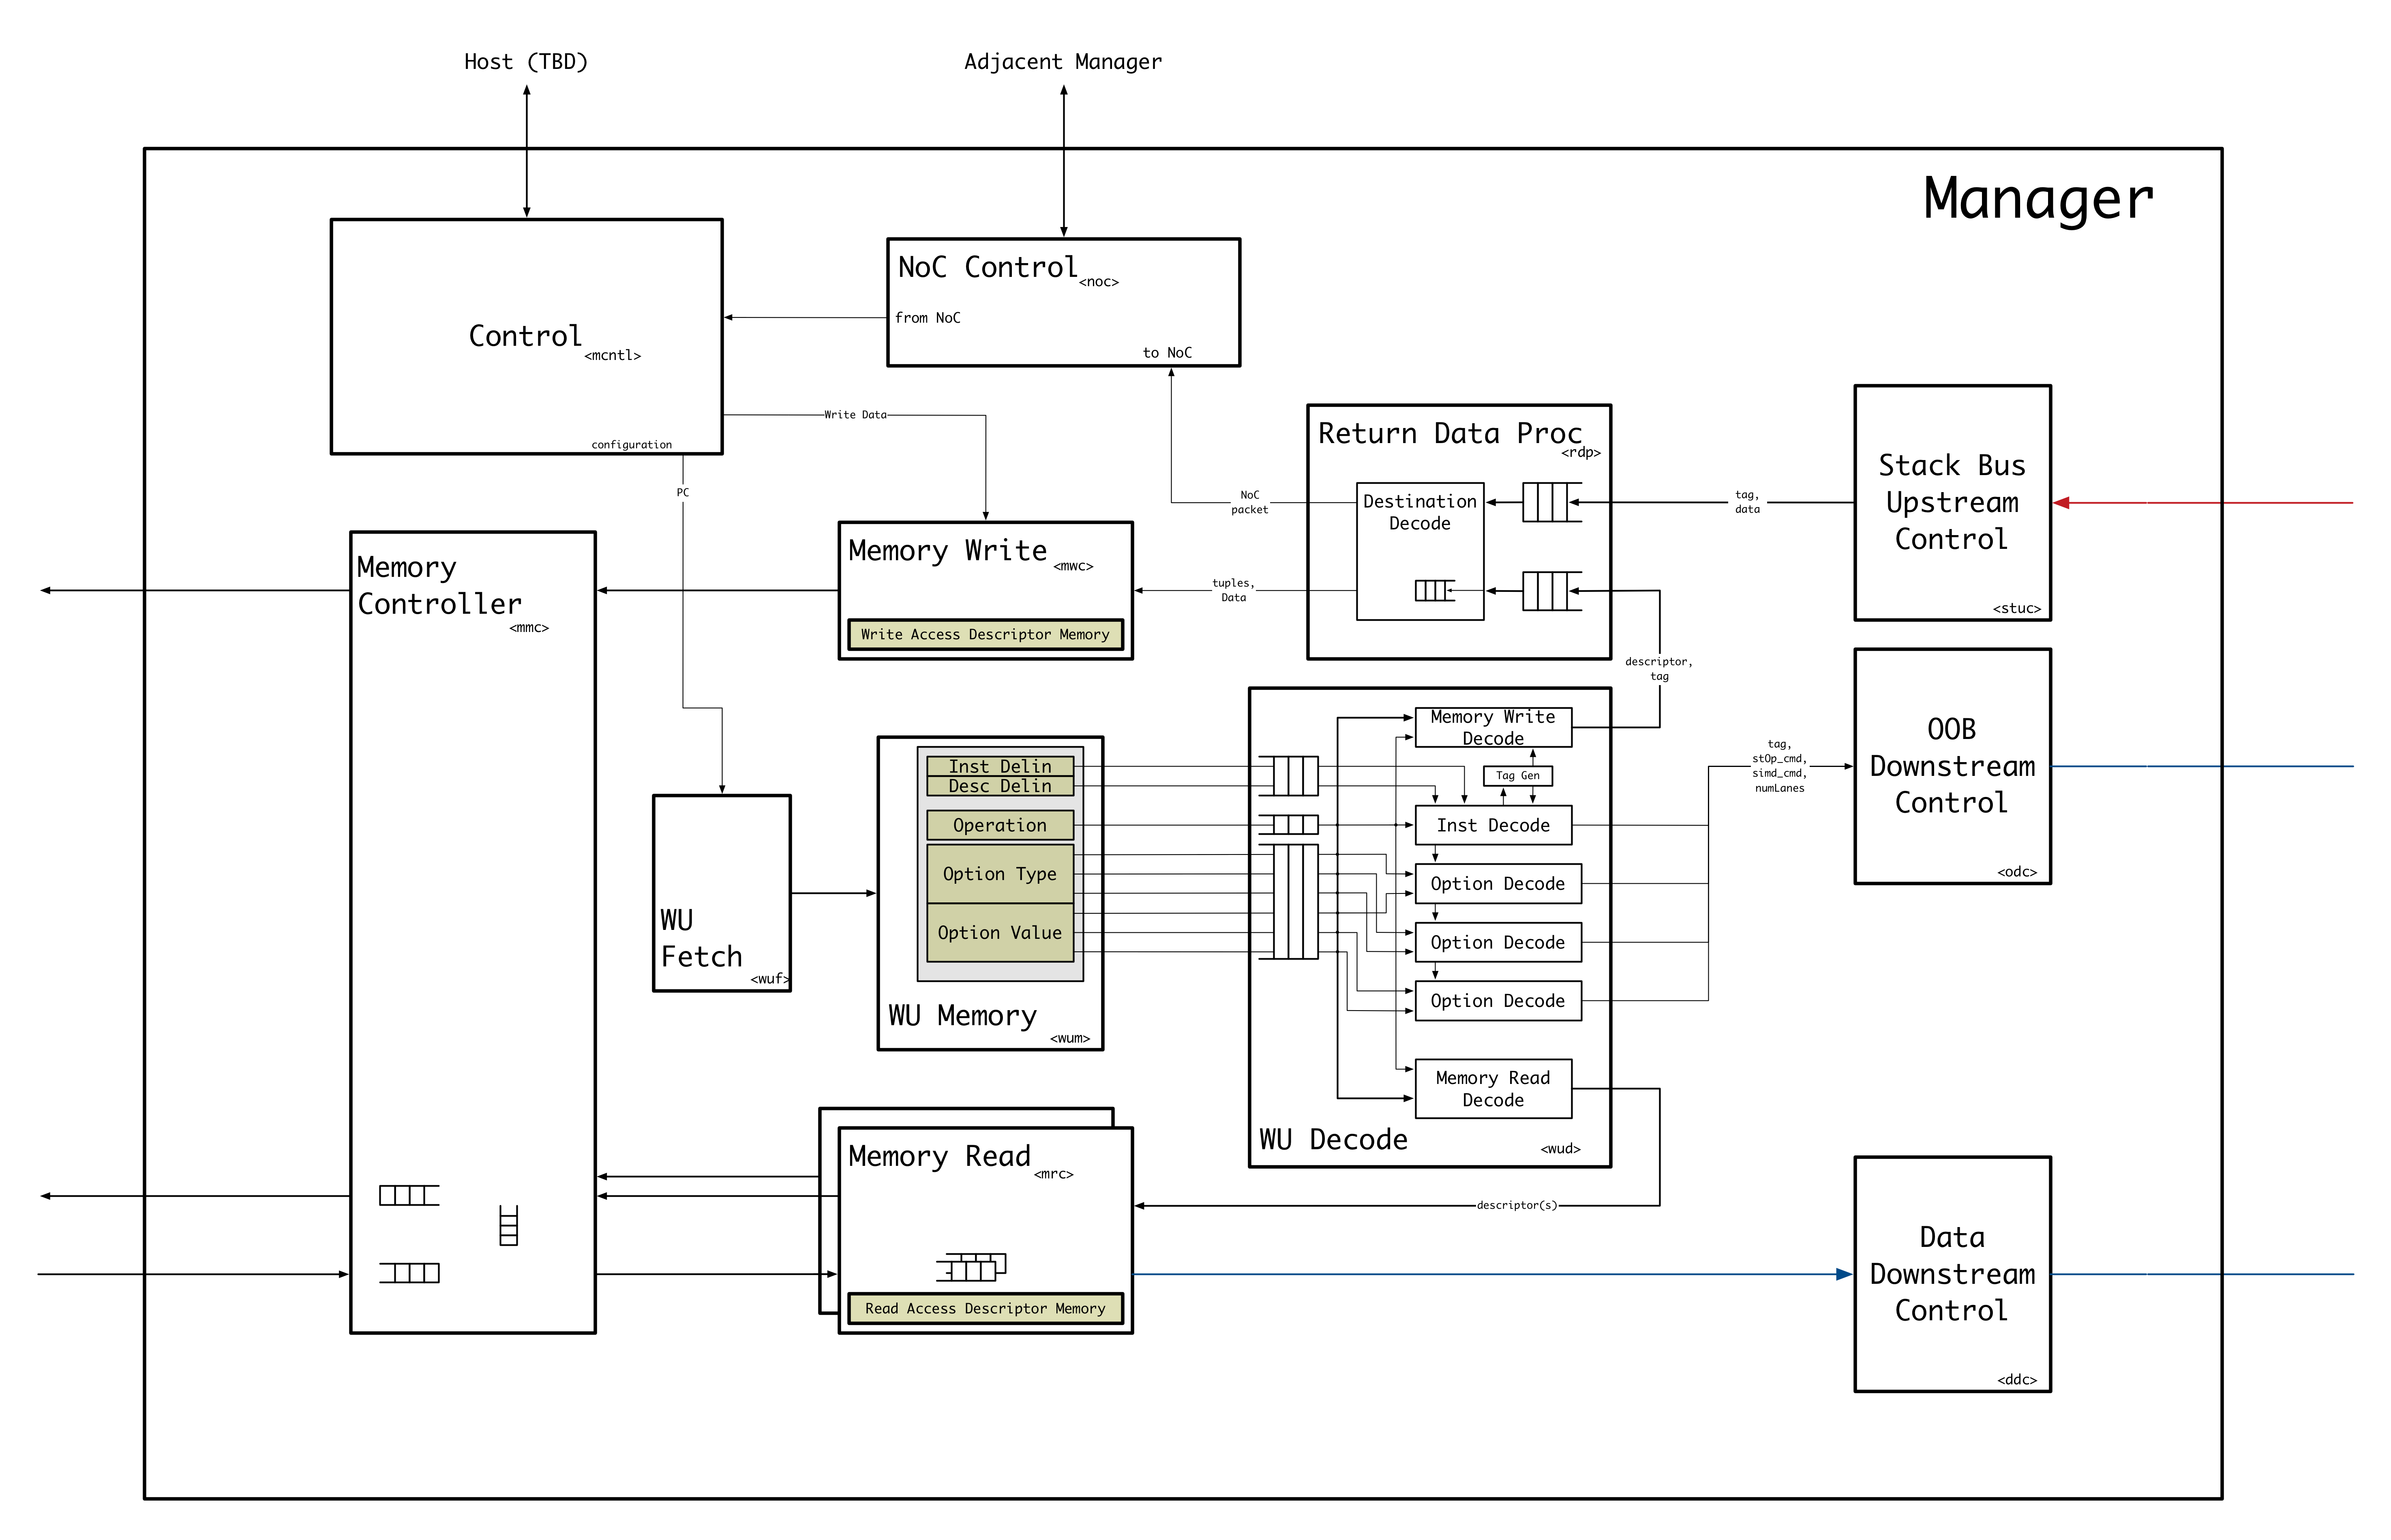 Host (TBD)
Adjacent Manager
Manager
Control
<mcntl>
configuration
NoC Control
<noc>
from NoC
to NoC
Write Data
PC
Return Data Proc
<rdp>
Destination
Decode
NoC
packet
tuples,
Data
tag,
data
Stack Bus
Upstream
Control
<stuc>
Memory
Controller
<mmc>
Memory Write
<mwc>
Write Access Descriptor Memory
descriptor,
tag
OOB
Downstream
Control
<odc>
tag,
stOp_cmd,
simd_cmd,
numLanes
WU
Fetch
<wuf>
Inst Delin
Desc Delin
Operation
Option Type
Option Value
WU Memory
<wum>
Memory Write
Decode
Tag Gen
Inst Decode
Option Decode
Option Decode
Option Decode
Memory Read
Decode
WU Decode
<wud>
Memory Read
<mrc>
Read Access Descriptor Memory
descriptor(s)
Data
Downstream
Control
<ddc>